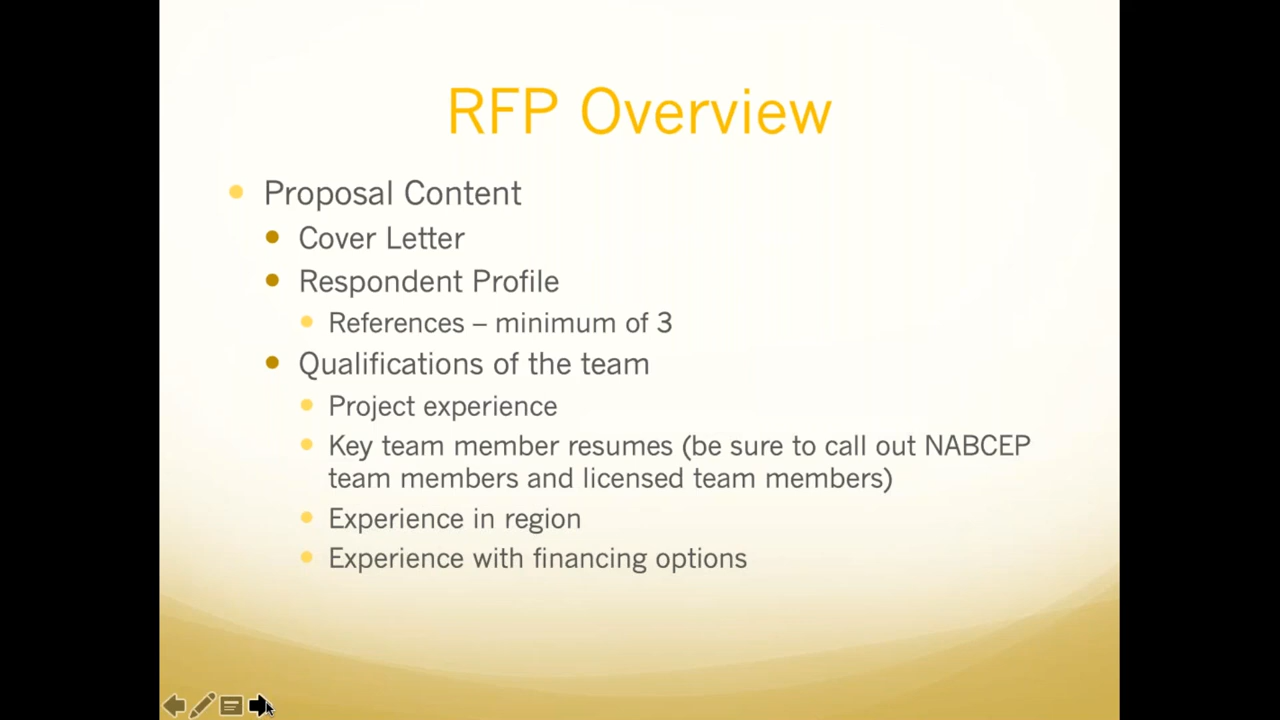 RFP Overview
Proposal Content
Cover Letter
Respondent Profile
References – minimum of 3
Qualifications of the team
Project experience
Key team member resumes (be sure to call out NABCEP
team members and licensed team members)
Experience in region
Experience with financing options